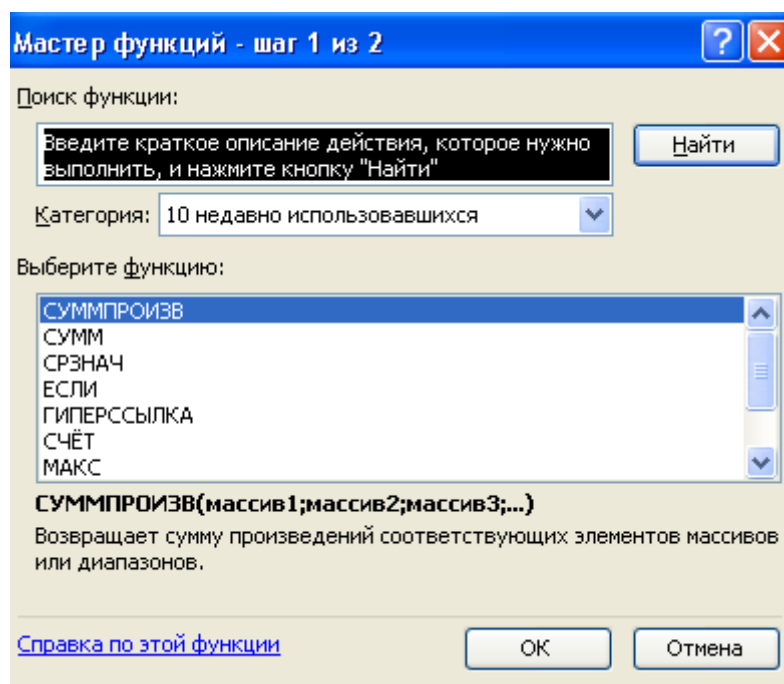 Мастер функций - шаг 1 из 2
Поиск функции:
Введите краткое описание действия, которое нужно
выполнить, и нажмите кнопку "Найти"
Найти
Категория: 10 недавно использовавшихся
Выберите функцию:
СУММПРОИЗВ
СУММ
СРЗНАЧ
ЕСЛИ
ГИПЕРССЫЛКА
СЧЁТ
МАКС
СУММПРОИЗВ(массив1;массив2;массив3;...)
Возвращает сумму произведений соответствующих элементов массивов
или диапазонов.
Справка по этой функции
ОК
Отмена